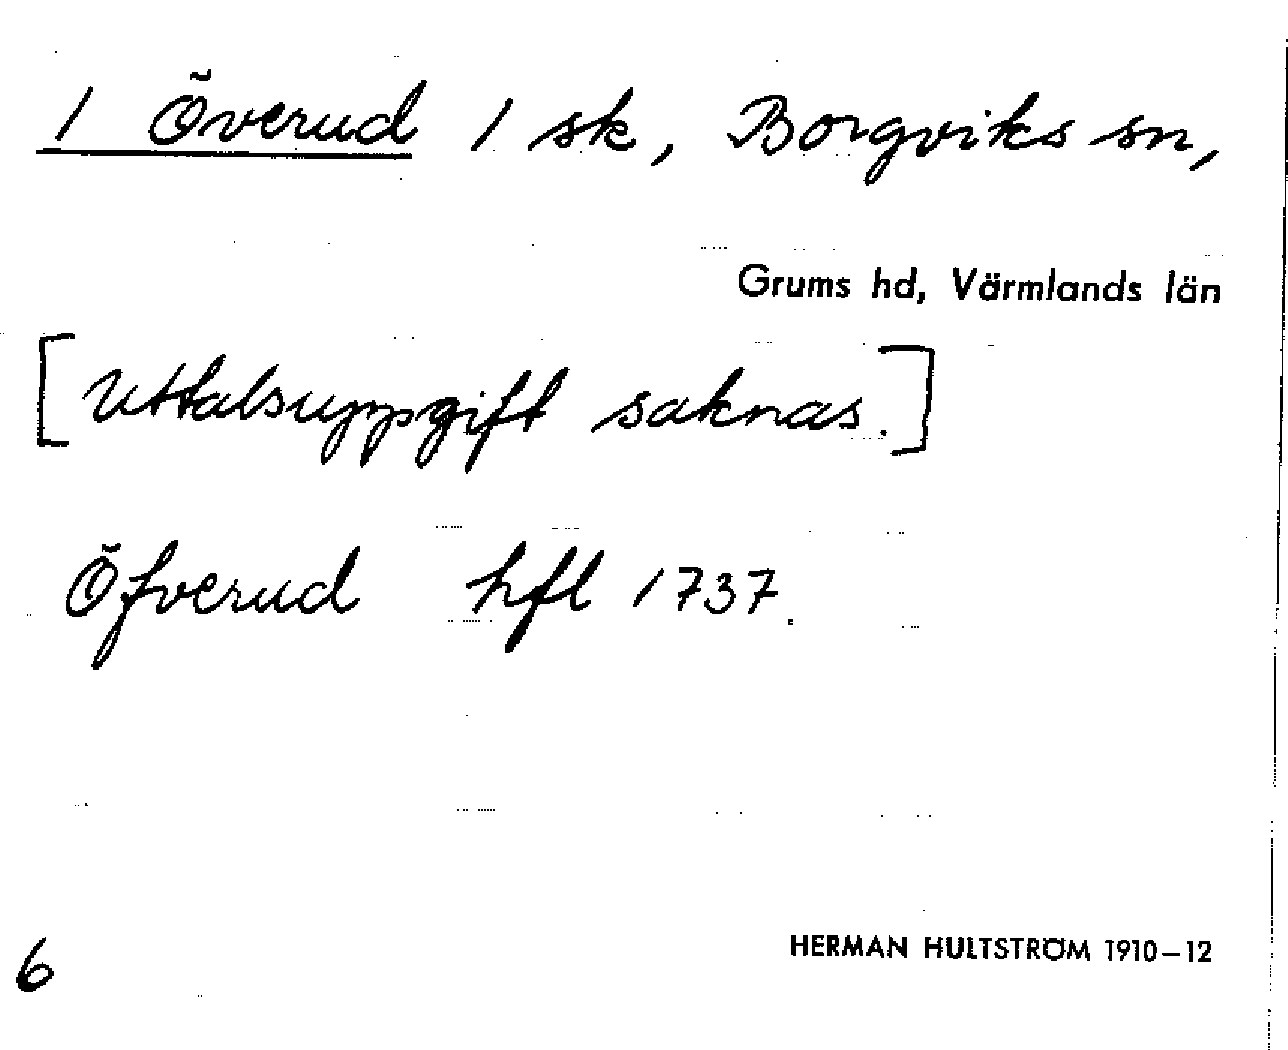 1 Överud 1 sk, Borgviks sn,
Grums hd, Värmlands län
[Uttalsuppgift saknas.]
Öfverud hfl 1737.
HERMAN HULTSTRÖM 1910–12
6